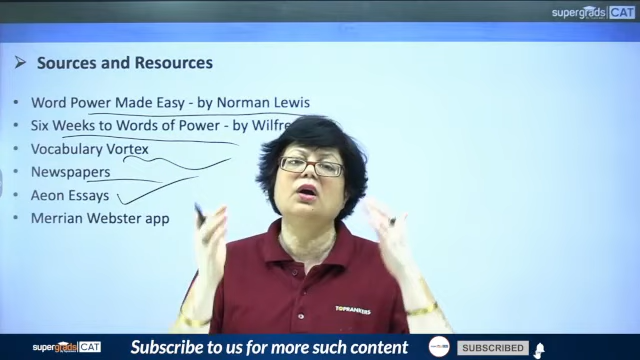 supergrads CAT
Sources and Resources
Word Power Made Easy - by Norman Lewis
Six Weeks to Words of Power - by
Vocabulary Vortex
Newspapers
Aeon Essays
Merrian Webster app
TOPRANKERS
supergrads CAT
Subscribe to us for more such content
SUBSCRIBED